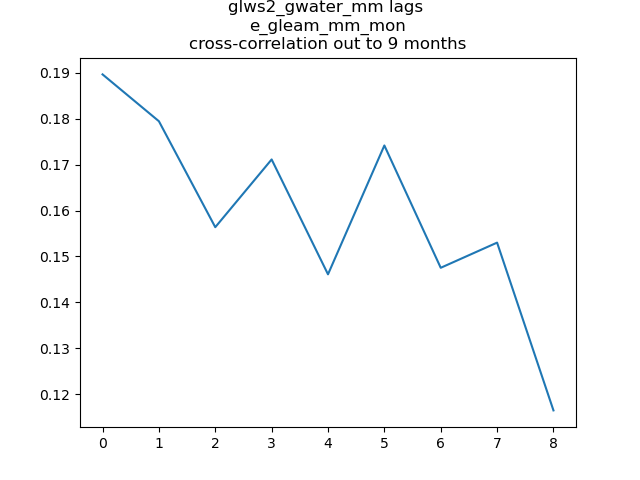 glws2_gwater_mm lags
e_gleam_mm_mon
cross-correlation out to 9 months
0.19
0.18
0.17
0.16
0.15
0.14
0.13
0.12
0 1 2 3 4 5 6 7 8